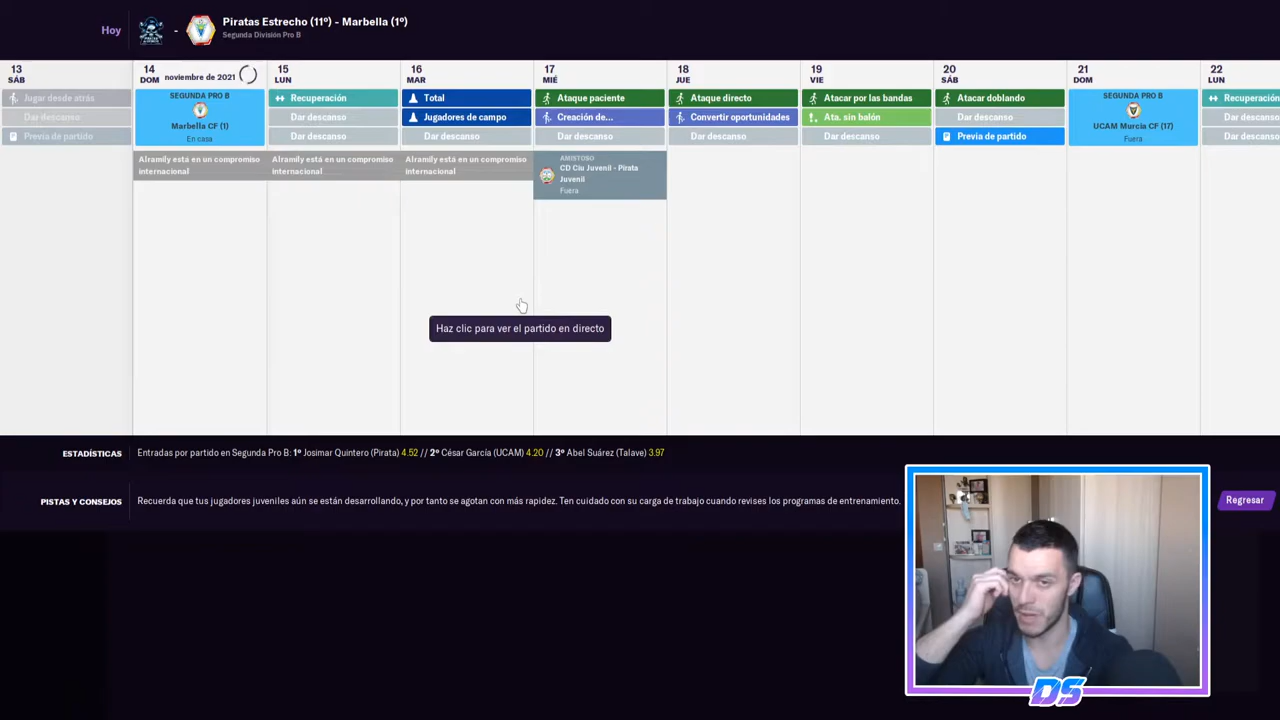 Hoy
Piratas Estrecho (11º) - Marbella (1º)
Segunda División Pro B
13
SÁB
14
DOM
noviembre de 2021
15
LUN
16
MAR
17
MIÉ
18
JUE
19
VIE
20
SÁB
21
DOM
22
LUN
Jugar desde atrás
Dar descanso
Previa de partido
SEGUNDA PRO B
Marbella CF (1)
En casa
Recuperación
Dar descanso
Dar descanso
Total
Jugadores de campo
Dar descanso
Ataque paciente
Creación de...
Dar descanso
Ataque directo
Convertir oportunidades
Dar descanso
Atacar por las bandas
Ata. sin balón
Dar descanso
Atacar doblando
Dar descanso
Previa de partido
SEGUNDA PRO B
UCAM Murcia CF (17)
Fuera
Recuperación
Dar descanso
Dar descanso
Alramily está en un compromiso
internacional
Alramily está en un compromiso
internacional
Alramily está en un compromiso
internacional
AMISTOSO
CD Ciu Juvenil - Pirata
Juvenil
Fuera
Haz clic para ver el partido en directo
ESTADÍSTICAS
Entradas por partido en Segunda Pro B: 1º Josimar Quintero (Pirata) 4.52 // 2º César García (UCAM) 4.20 // 3º Abel Suárez (Talave) 3.97
PISTAS Y CONSEJOS
Recuerda que tus jugadores juveniles aún se están desarrollando, y por tanto se agotan con más rapidez. Ten cuidado con su carga de trabajo cuando revises los programas de entrenamiento.
Regresar
DS